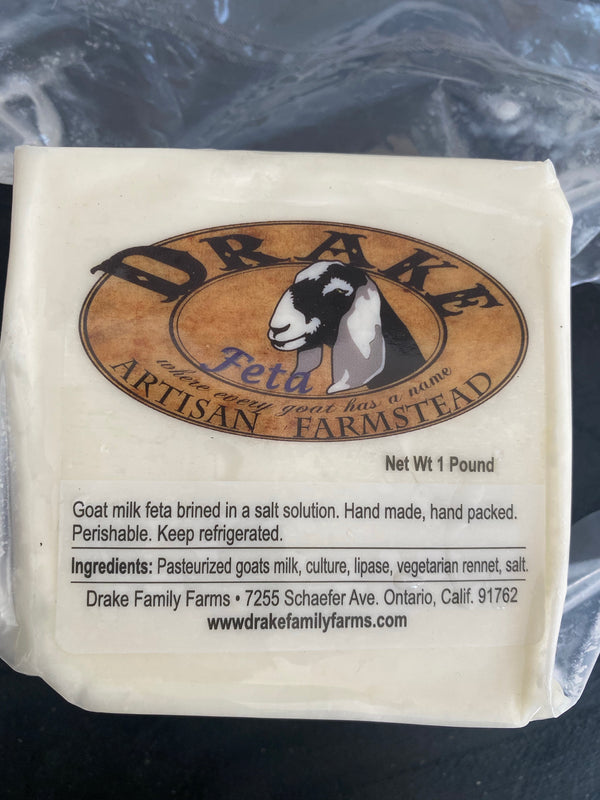 DRAKE
Feta
where every goat has a name
ARTISAN FARMSTEAD
Net Wt 1 Pound
Goat milk feta brined in a salt solution. Hand made, hand packed.
Perishable. Keep refrigerated.
Ingredients: Pasteurized goats milk, culture, lipase, vegetarian rennet, salt.
Drake Family Farms • 7255 Schaefer Ave. Ontario, Calif. 91762
wwwdrakefamilyfarms.com